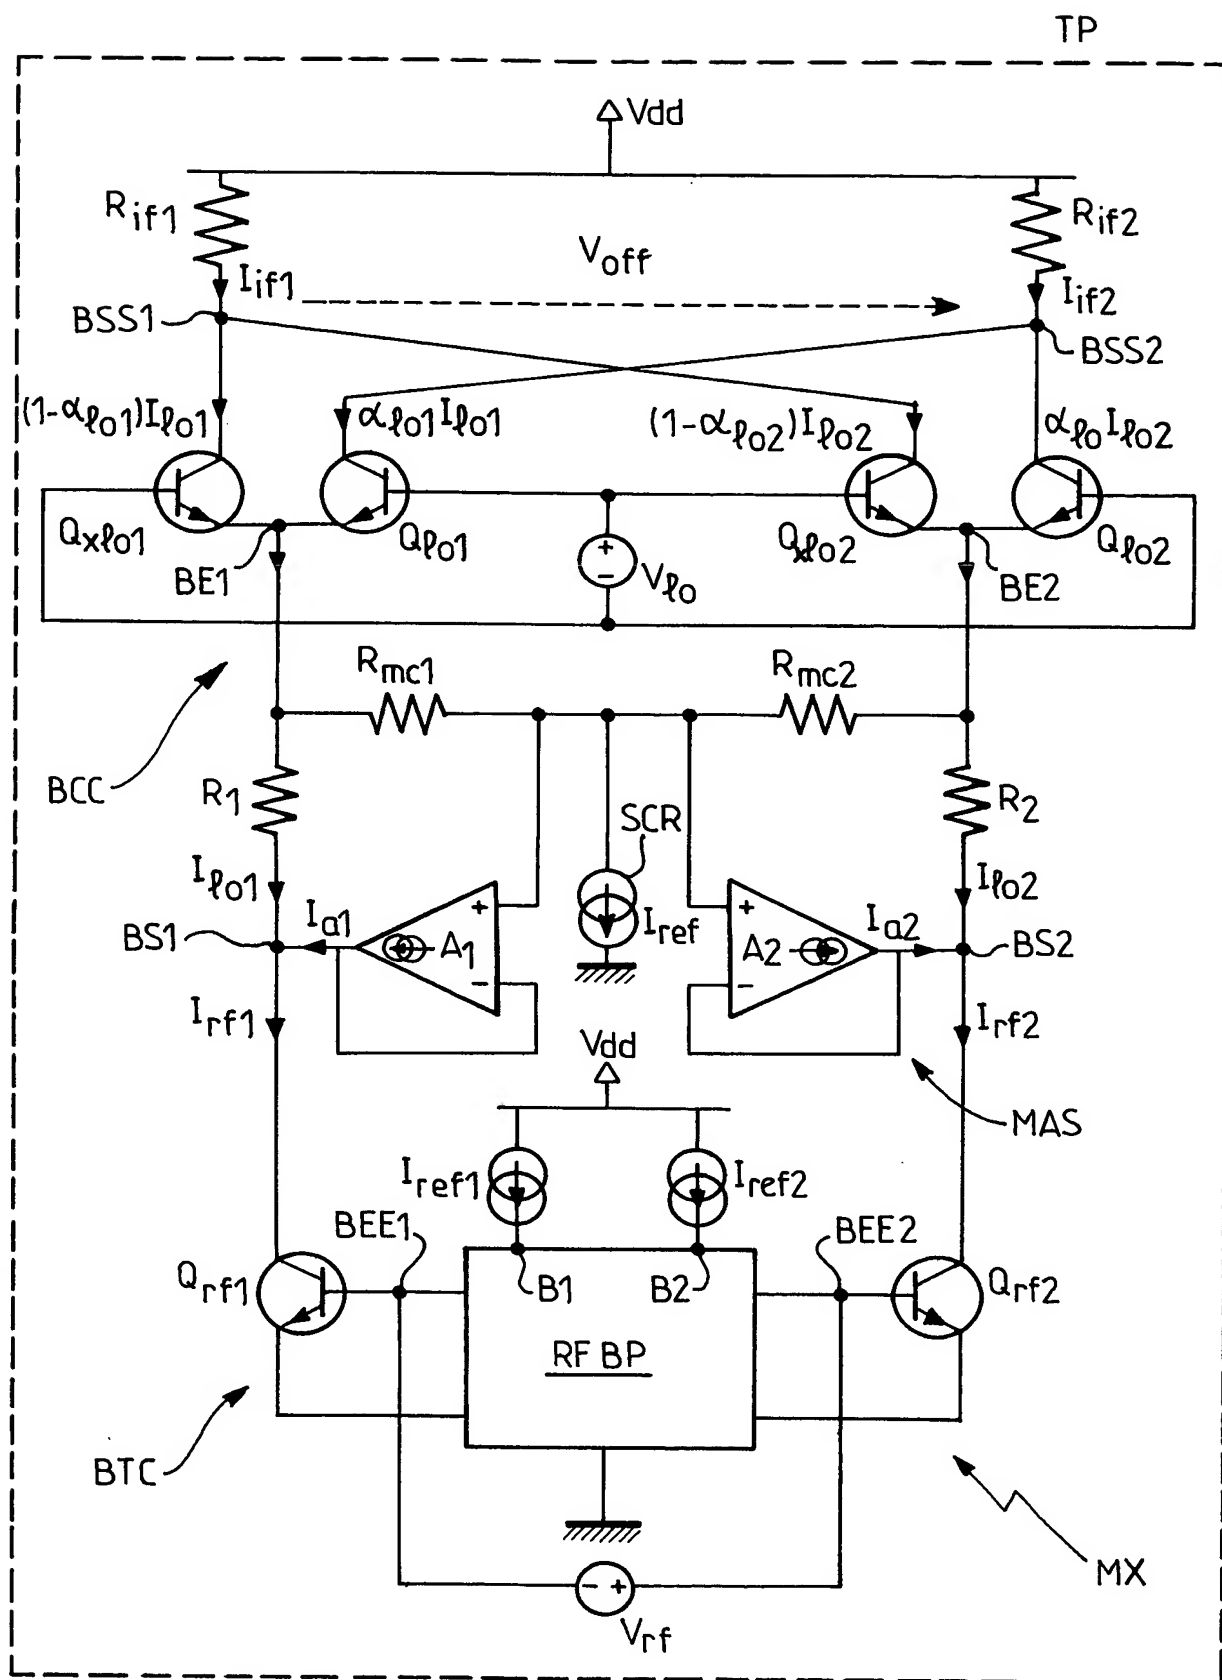 TP
Vdd
Rif1
Rif2
Voff
Iif1
Iif2
BSS1
BSS2
(1-αℓo1)Iℓo1
αℓo1Iℓo1
(1-αℓo2)Iℓo2
αℓoIℓo2
Qxℓo1
Qℓo1
Qxℓo2
Qℓo2
+
-
Vℓo
BE1
BE2
Rmc1
Rmc2
BCC
R1
R2
SCR
Iℓo1
Iℓo2
BS1
Ia1
A1
+
-
Iref
+
-
A2
Ia2
BS2
Irf1
Irf2
Vdd
MAS
Iref1
Iref2
BEE1
BEE2
Qrf1
B1
B2
Qrf2
RF BP
BTC
- +
Vrf
MX